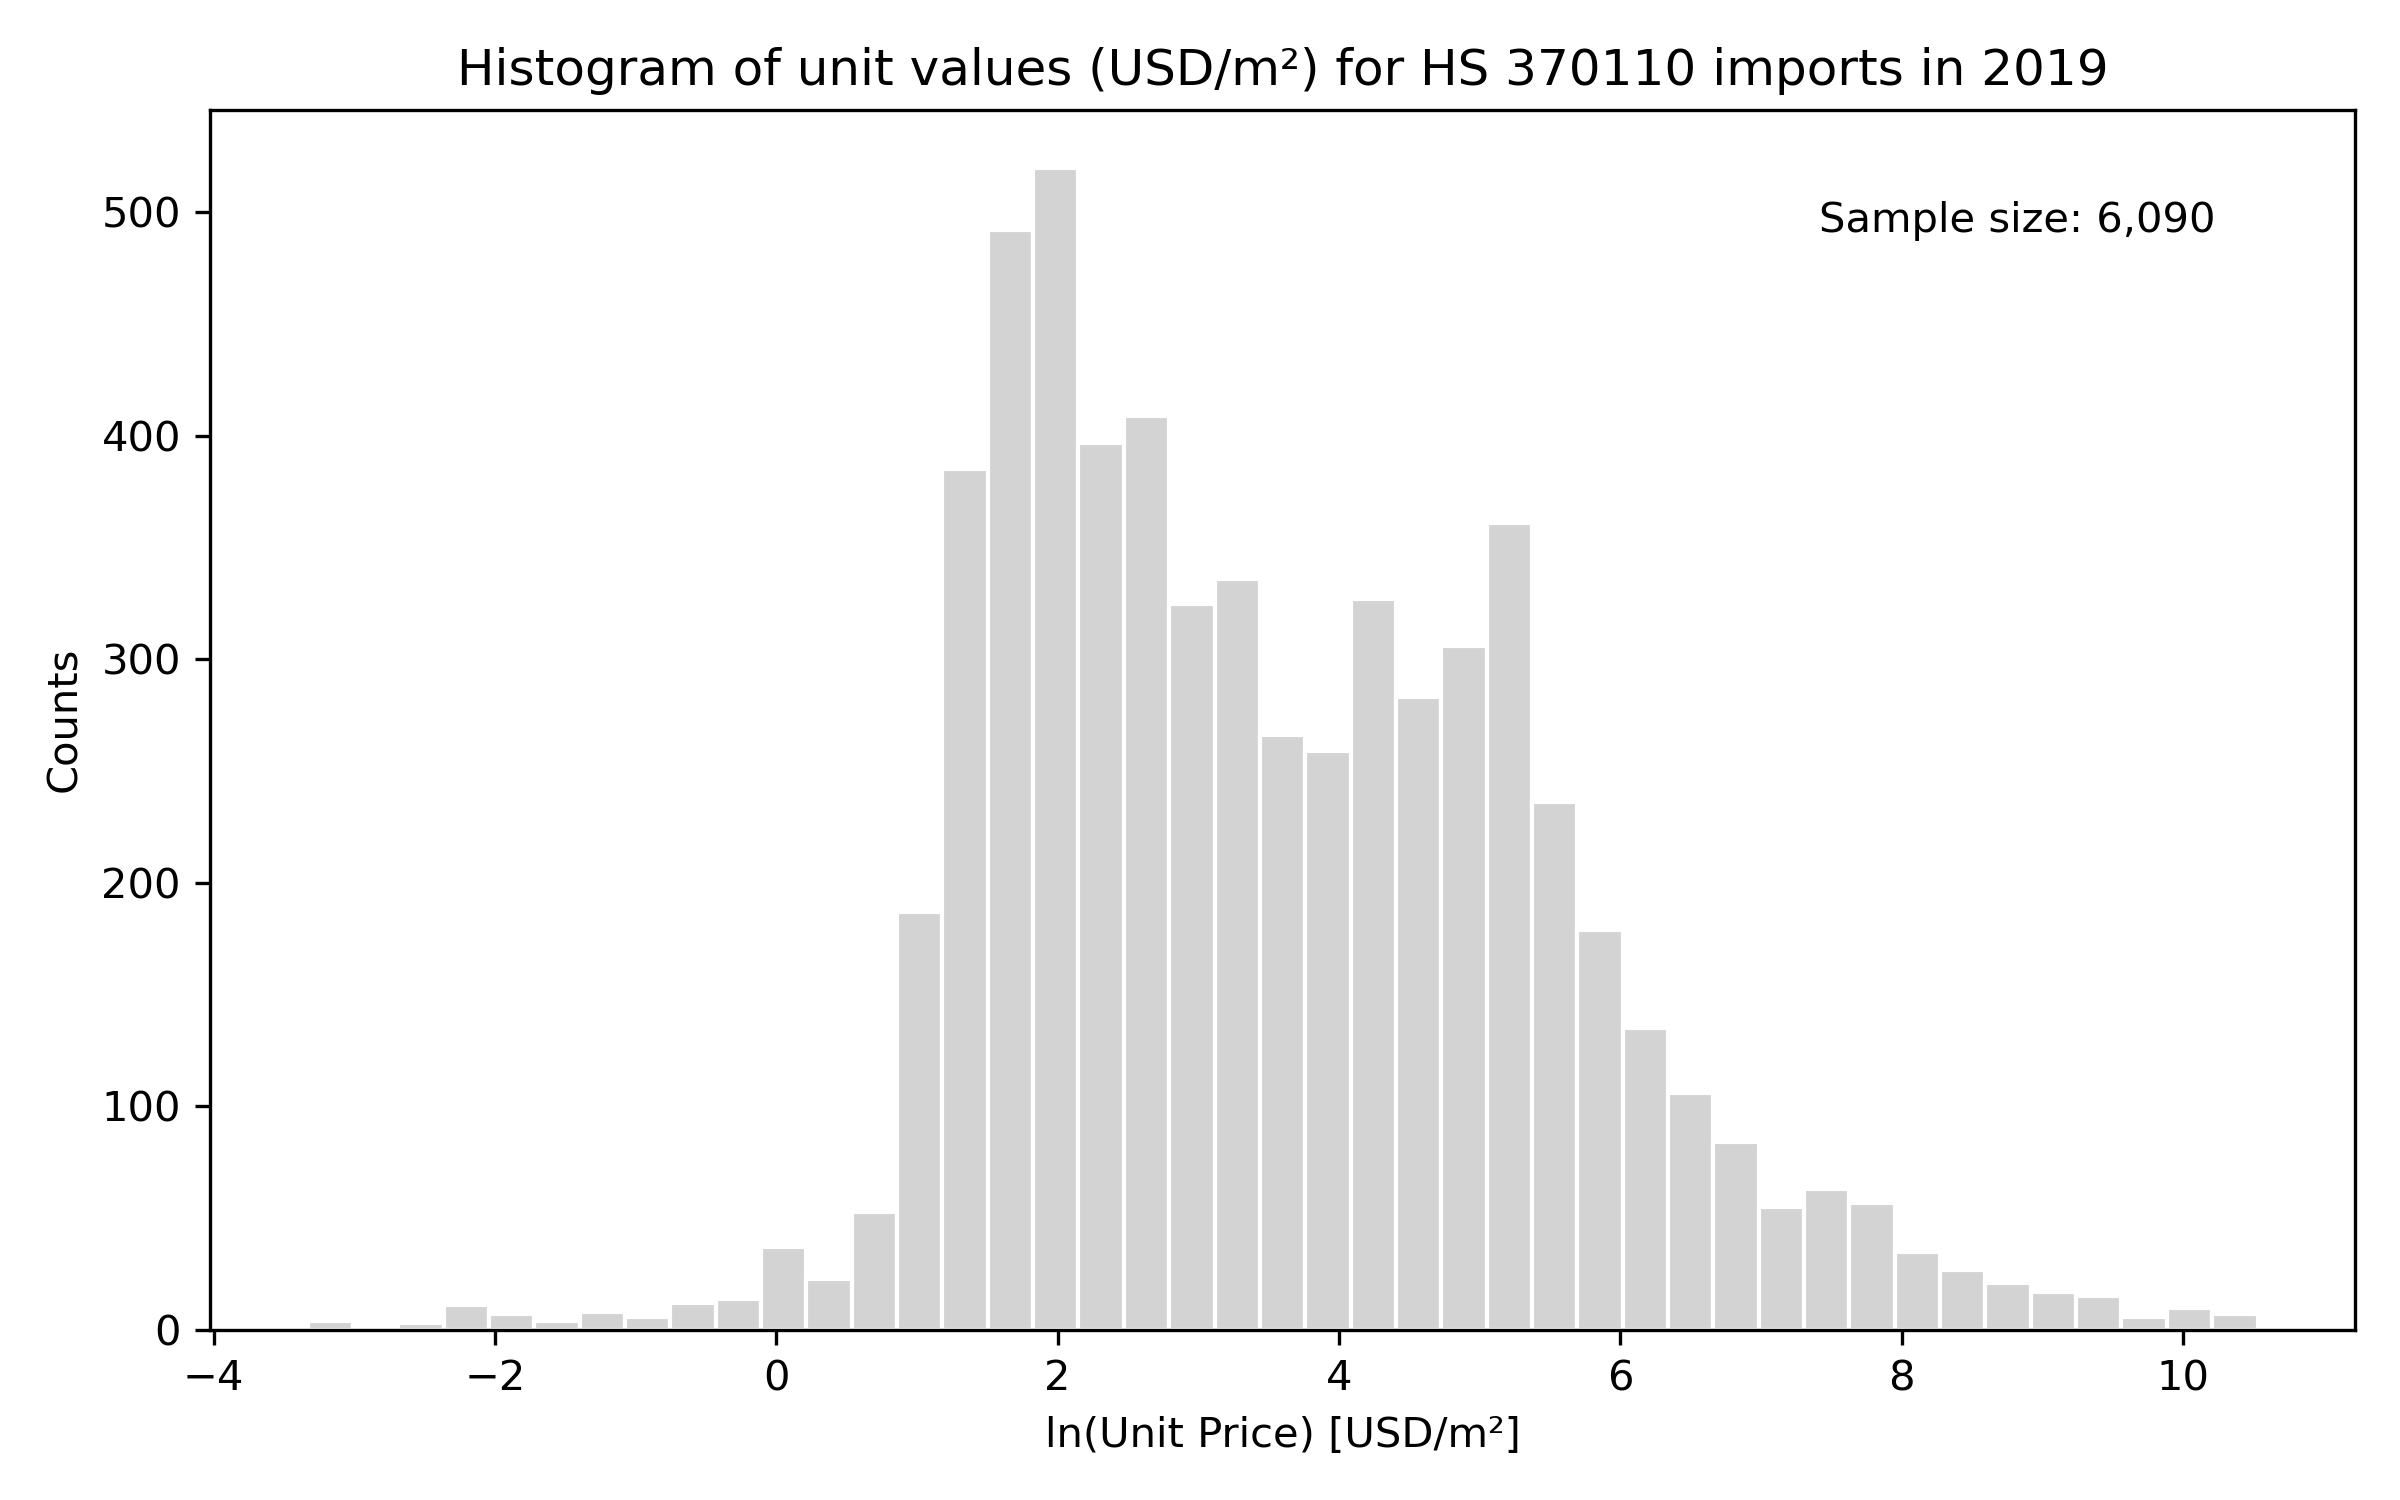 Histogram of unit values (USD/m²) for HS 370110 imports in 2019
Sample size: 6,090
Counts
500
400
300
200
100
0
−4 −2 0 2 4 6 8 10
ln(Unit Price) [USD/m²]